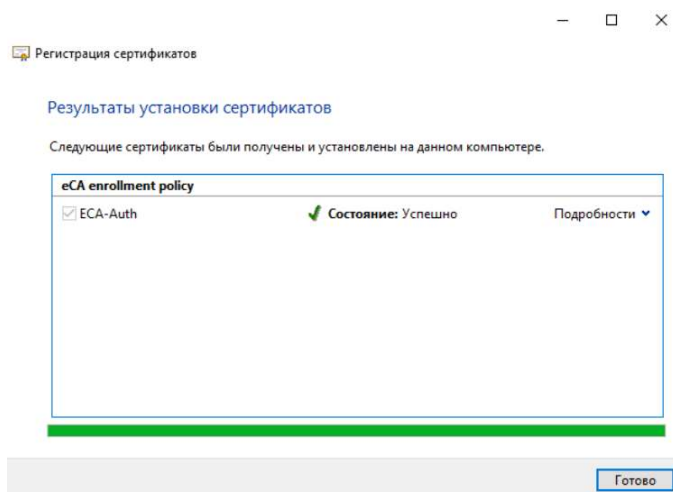 Регистрация сертификатов
Результаты установки сертификатов
Следующие сертификаты были получены и установлены на данном компьютере.
eCA enrollment policy
ECA-Auth Состояние: Успешно Подробности
Готово